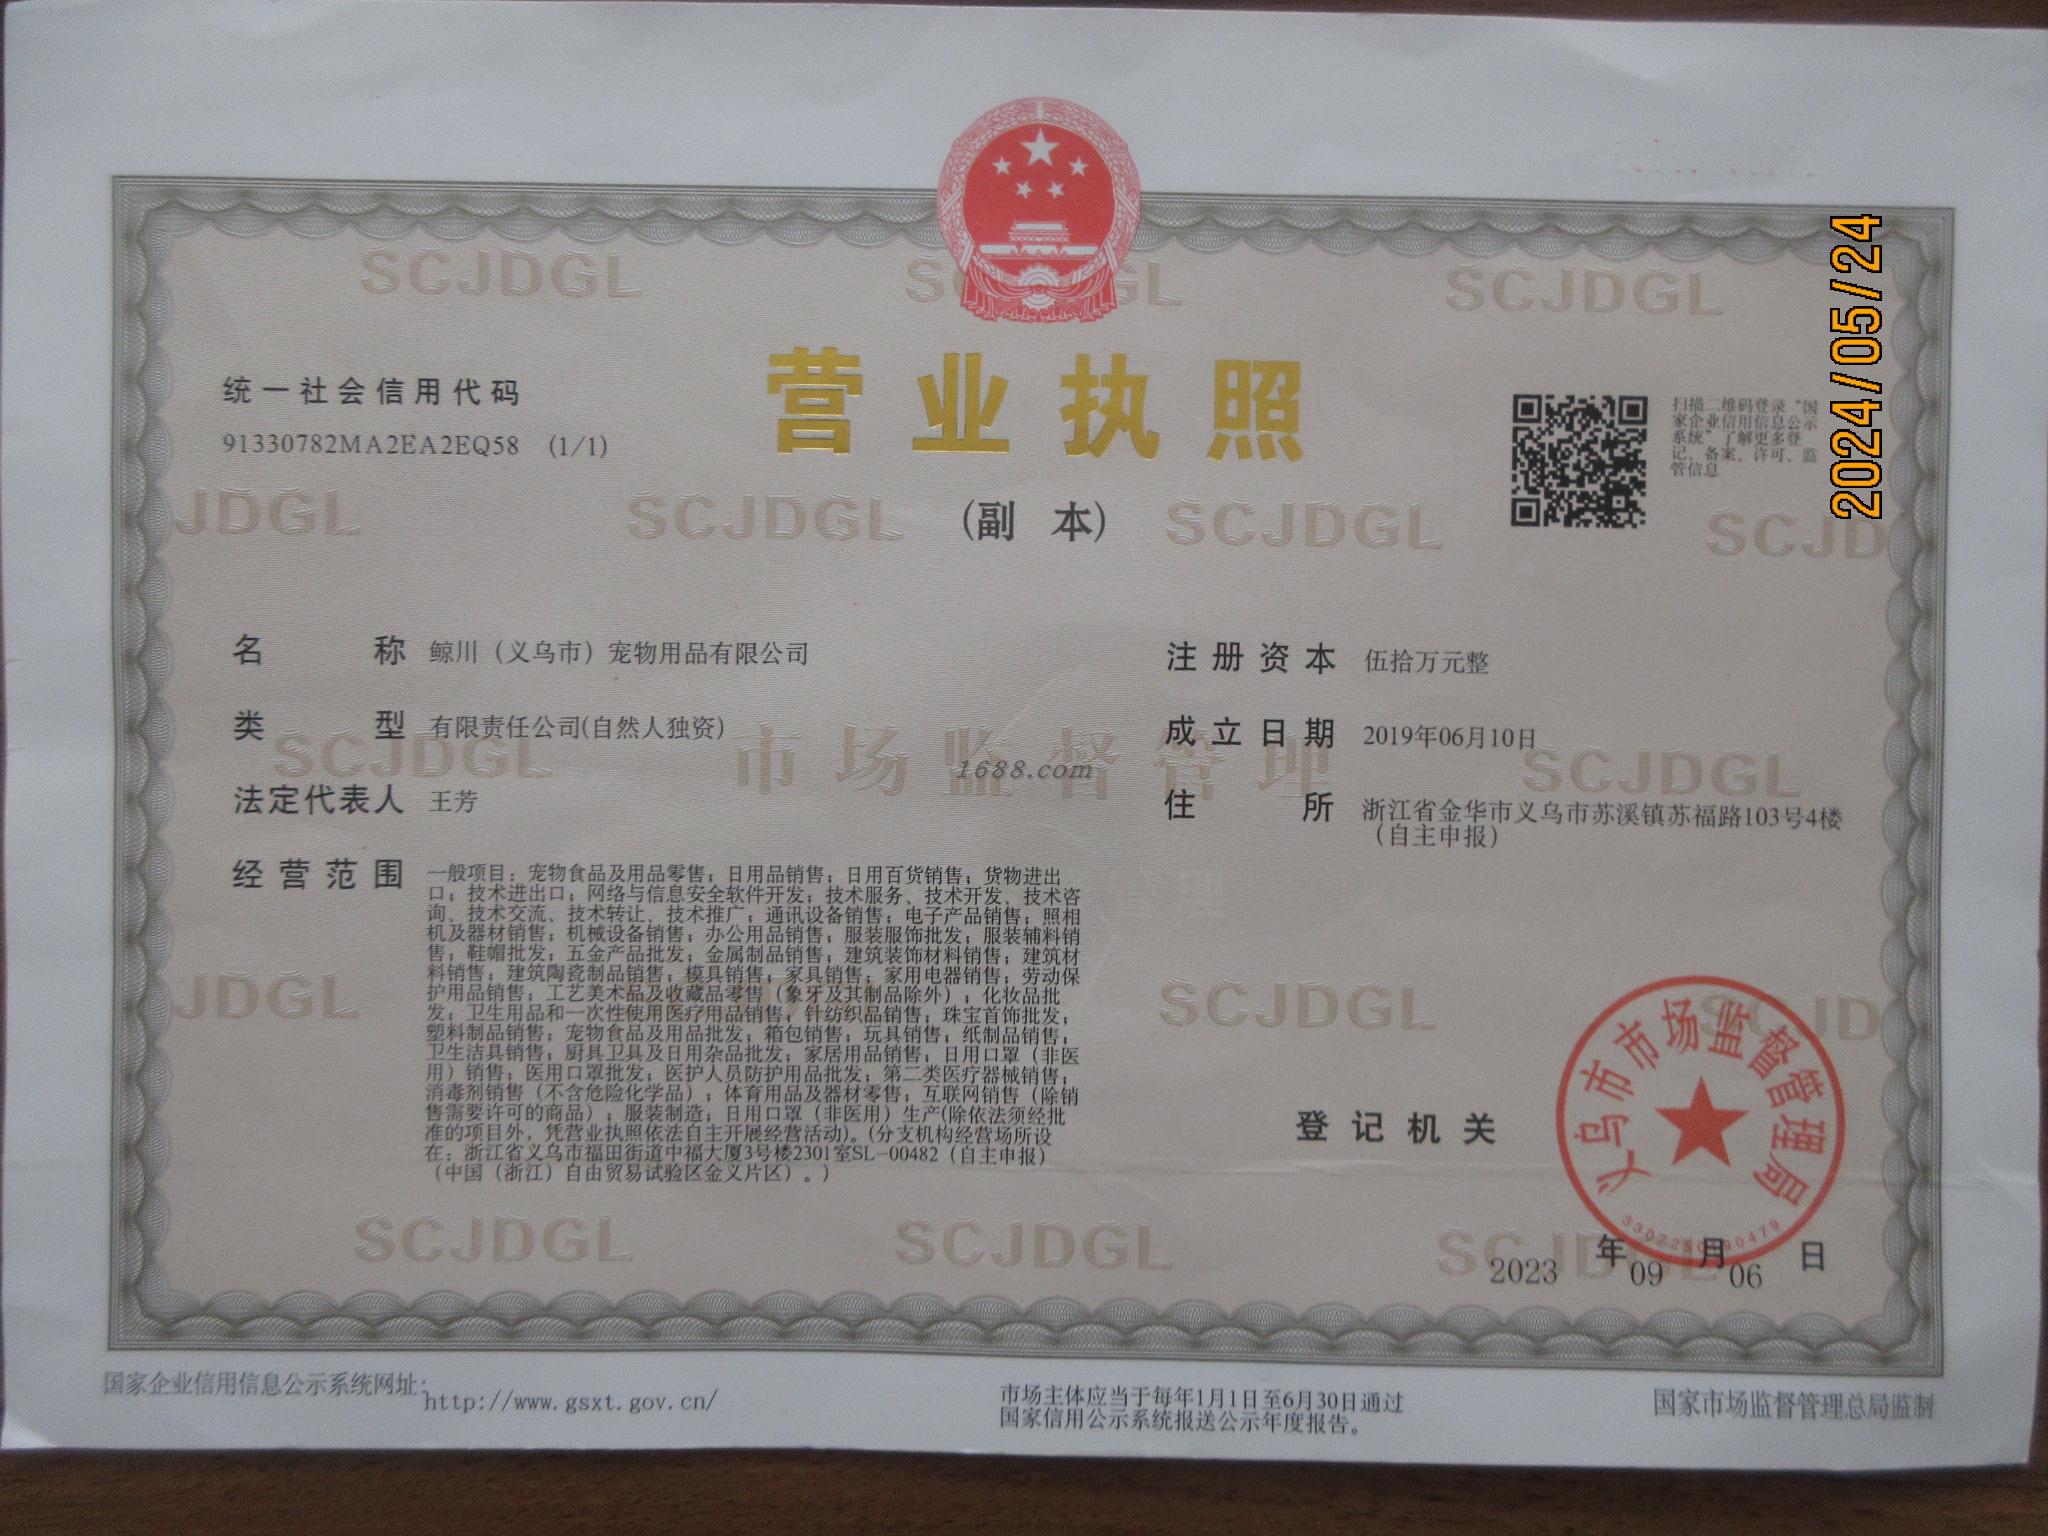 统一社会信用代码
91330782MA2EA2EQ58 (1/1)
营业执照
(副 本)
扫描二维码登录“国
家企业信用信息公示
系统”了解更多登
记、备案、许可、监
管信息
2024/05/24
名 称 鲸川（义乌市）宠物用品有限公司
类 型 有限责任公司(自然人独资)
法定代表人 王芳
经营范围 一般项目：宠物食品及用品零售；日用品销售；日用百货销售；货物进出
口；技术进出口；网络与信息安全软件开发；技术服务、技术开发、技术咨
询、技术交流、技术转让、技术推广；通讯设备销售；电子产品销售；照相
机及器材销售；机械设备销售；办公用品销售；服装服饰批发；服装辅料销
售；鞋帽批发；五金产品批发；金属制品销售；建筑装饰材料销售；建筑材
料销售；建筑陶瓷制品销售；模具销售；家具销售；家用电器销售；劳动保
护用品销售；工艺美术品及收藏品零售（象牙及其制品除外）；化妆品批
发；卫生用品和一次性使用医疗用品销售；针纺织品销售；珠宝首饰批发；
塑料制品销售；宠物食品及用品批发；箱包销售；玩具销售；纸制品销售；
卫生洁具销售；厨具卫具及日用杂品批发；家居用品销售；日用口罩（非医
用）销售；医用口罩批发；医护人员防护用品批发；第二类医疗器械销售；
消毒剂销售（不含危险化学品）；体育用品及器材零售；互联网销售（除销
售需要许可的商品）；服装制造；日用口罩（非医用）生产(除依法须经批
准的项目外，凭营业执照依法自主开展经营活动)。(分支机构经营场所设
在：浙江省义乌市福田街道中福大厦3号楼2301室SL-00482（自主申报）
（中国（浙江）自由贸易试验区金义片区）。)
注册资本 伍拾万元整
成立日期 2019年06月10日
住 所 浙江省金华市义乌市苏溪镇苏福路103号4楼
（自主申报）
市场监督管理
1688.com
SCJDGL
SCJDGL
SCJDGL
JDGL
SCJDGL
SCJDGL
SCJD
SCJDGL
SCJDGL
JDGL
SCJDGL
SCJDGL
SCJDGL
登记机关
义乌市市场监督管理局
2023年09月06日
国家企业信用信息公示系统网址：http://www.gsxt.gov.cn/
市场主体应当于每年1月1日至6月30日通过
国家信用公示系统报送公示年度报告。
国家市场监督管理总局监制